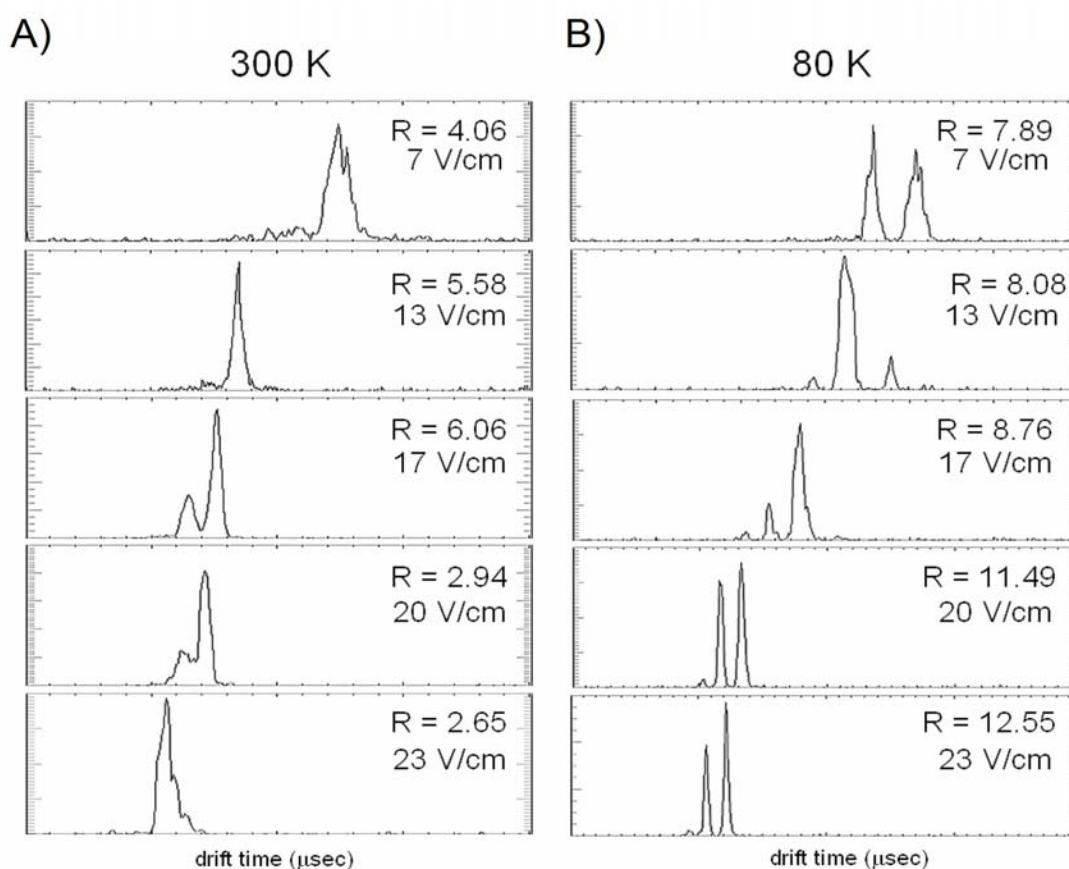 A)
300 K
R = 4.06
7 V/cm
R = 5.58
13 V/cm
R = 6.06
17 V/cm
R = 2.94
20 V/cm
R = 2.65
23 V/cm
drift time (μsec)
B)
80 K
R = 7.89
7 V/cm
R = 8.08
13 V/cm
R = 8.76
17 V/cm
R = 11.49
20 V/cm
R = 12.55
23 V/cm
drift time (μsec)